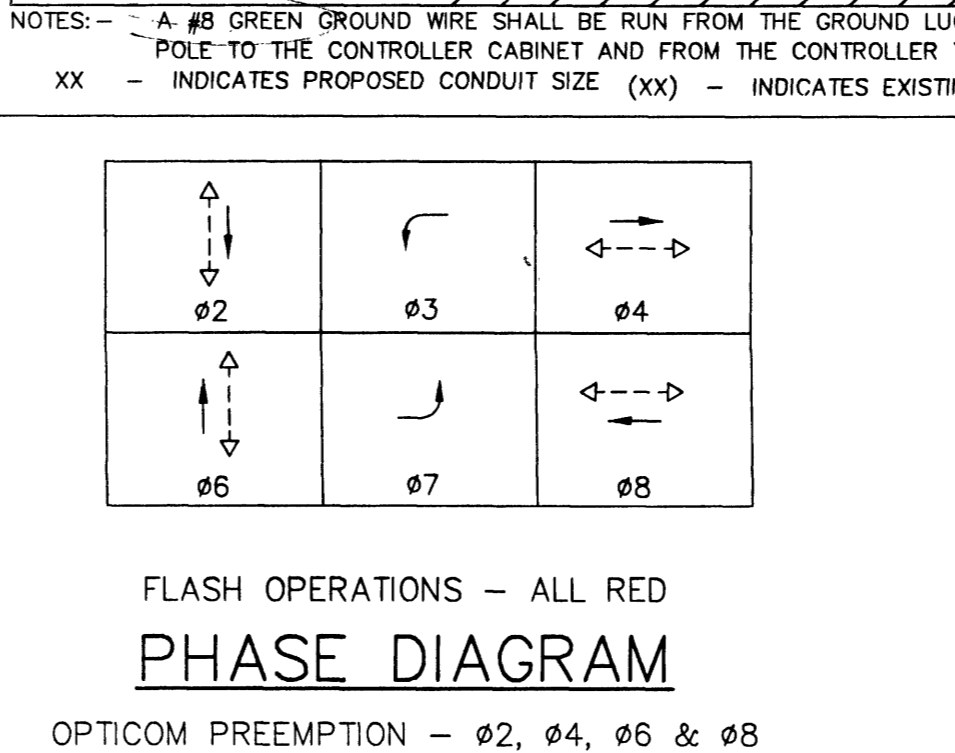 NOTES: – A #8 GREEN GROUND WIRE SHALL BE RUN FROM THE GROUND
POLE TO THE CONTROLLER CABINET AND FROM THE CONTROLLER
XX – INDICATES PROPOSED CONDUIT SIZE (XX) – INDICATES
ø2 ø3 ø4
ø6 ø7 ø8
FLASH OPERATIONS – ALL RED
PHASE DIAGRAM
OPTICOM PREEMPTION – ø2, ø4, ø6 & ø8